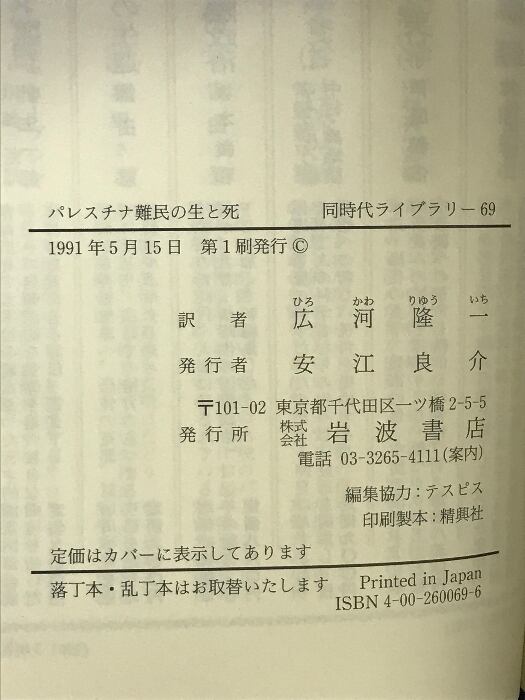 パレスチナ難民の生と死 同時代ライブラリー 69
1991年5月15日 第1刷発行 ©
ひろ かわ りゅう いち
訳者 広河隆一
発行者 安江良介
〒101-02 東京都千代田区一ツ橋 2-5-5
発行所 株式会社 岩波書店
電話 03-3265-4111(案内)
編集協力:テスピス
印刷製本:精興社
定価はカバーに表示してあります
落丁本・乱丁本はお取替いたします
Printed in Japan
ISBN 4-00-260069-6